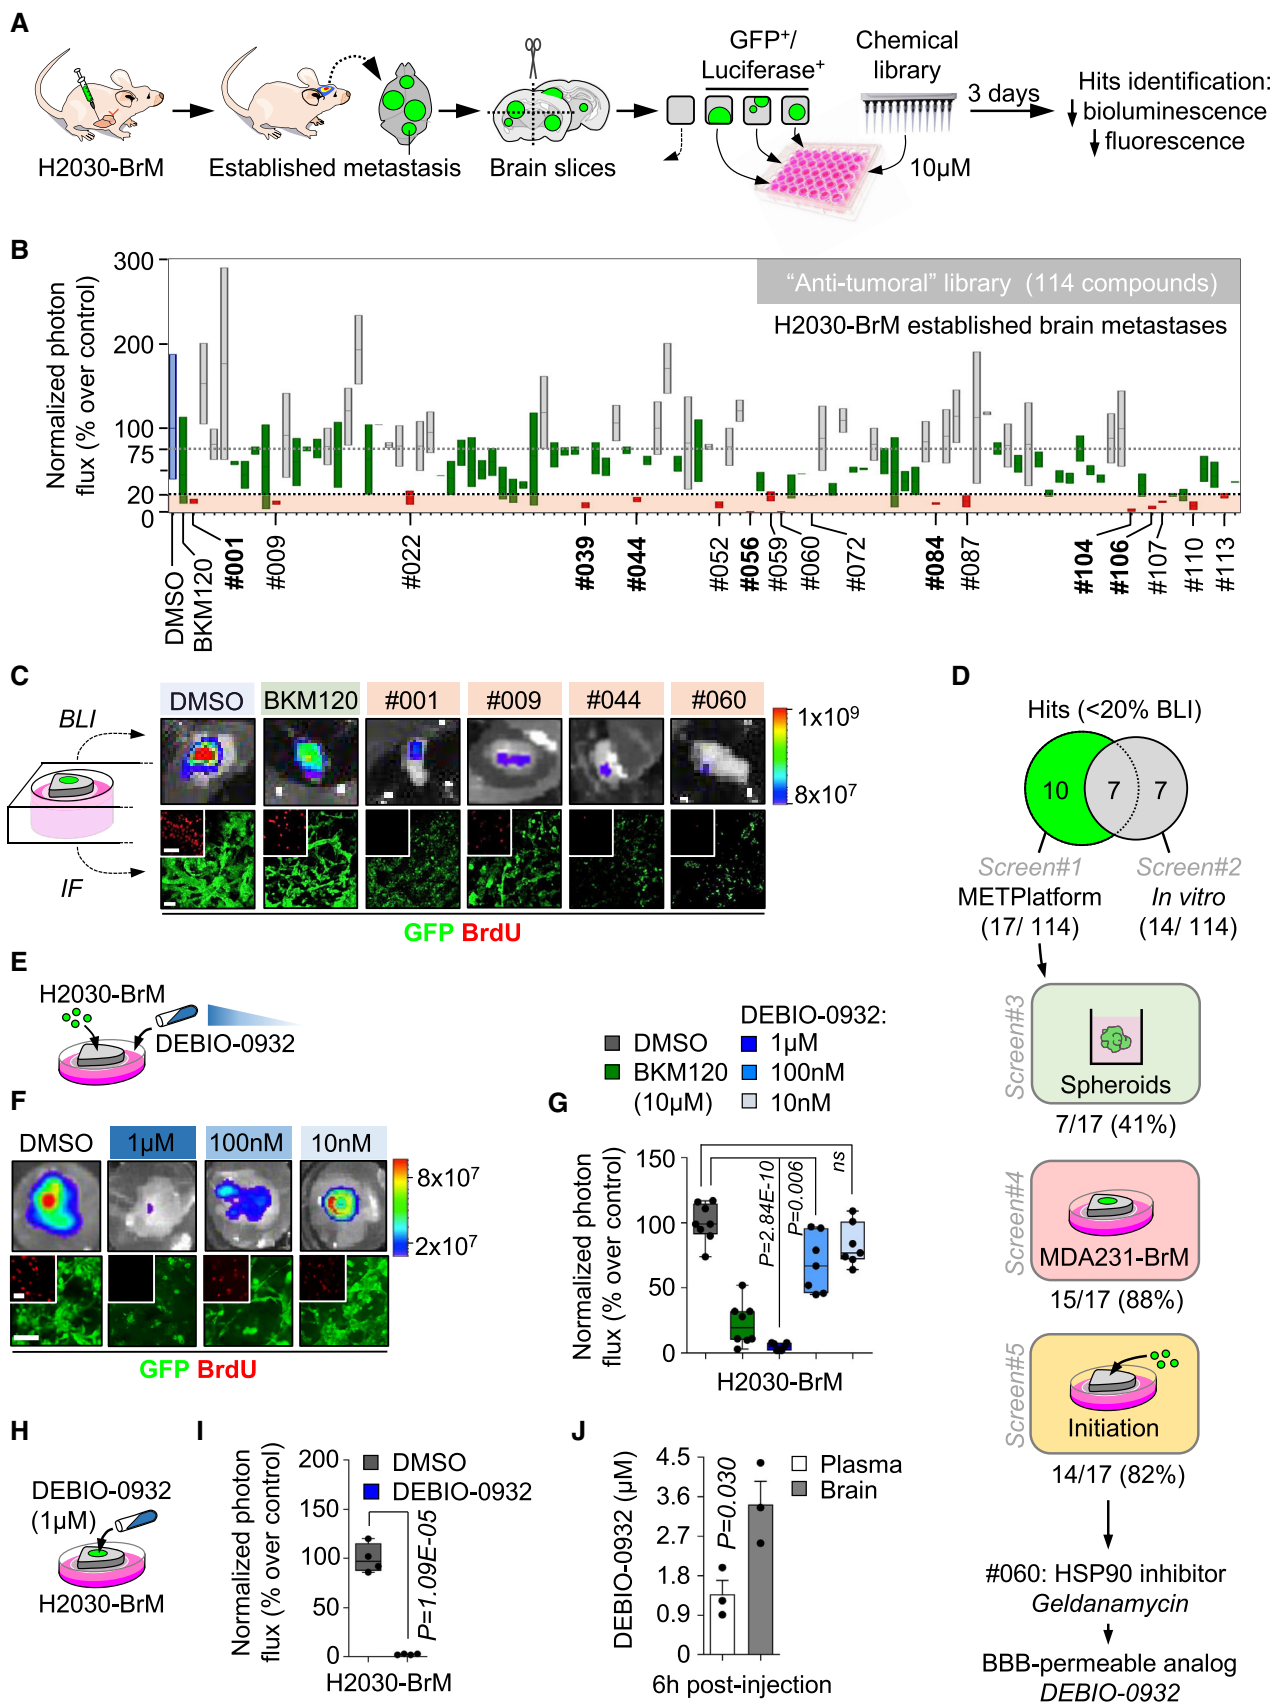 A
H2030-BrM
Established metastasis
Brain slices
GFP+/
Luciferase+
Chemical
library
10µM
3 days
Hits identification:
bioluminescence
fluorescence
B
Normalized photon
flux (% over control)
300
200
100
75
20
0
"Anti-tumoral" library (114 compounds)
H2030-BrM established brain metastases
DMSO
BKM120
#001
#009
#022
#039
#044
#052
#056
#059
#060
#072
#084
#087
#104
#106
#107
#110
#113
C
BLI
IF
DMSO
BKM120
#001
#009
#044
#060
1x10⁹
8x10⁷
GFP BrdU
D
Hits (<20% BLI)
10
7
7
Screen#1
METPlatform
(17/ 114)
Screen#2
In vitro
(14/ 114)
Screen#3
Spheroids
7/17 (41%)
Screen#4
MDA231-BrM
15/17 (88%)
Screen#5
Initiation
14/17 (82%)
#060: HSP90 inhibitor
Geldanamycin
BBB-permeable analog
DEBIO-0932
E
H2030-BrM
DEBIO-0932
F
DMSO
1µM
100nM
10nM
8x10⁷
2x10⁷
GFP BrdU
G
DMSO
BKM120
(10µM)
DEBIO-0932:
1µM
100nM
10nM
Normalized photon
flux (% over control)
150
100
50
0
P=2.84E-10
P=0.006
ns
H2030-BrM
H
DEBIO-0932
(1µM)
H2030-BrM
I
Normalized photon
flux (% over control)
200
150
100
50
0
DMSO
DEBIO-0932
P=1.09E-05
H2030-BrM
J
DEBIO-0932 (µM)
4.5
3.6
2.7
1.8
0.9
0
P=0.030
Plasma
Brain
6h post-injection